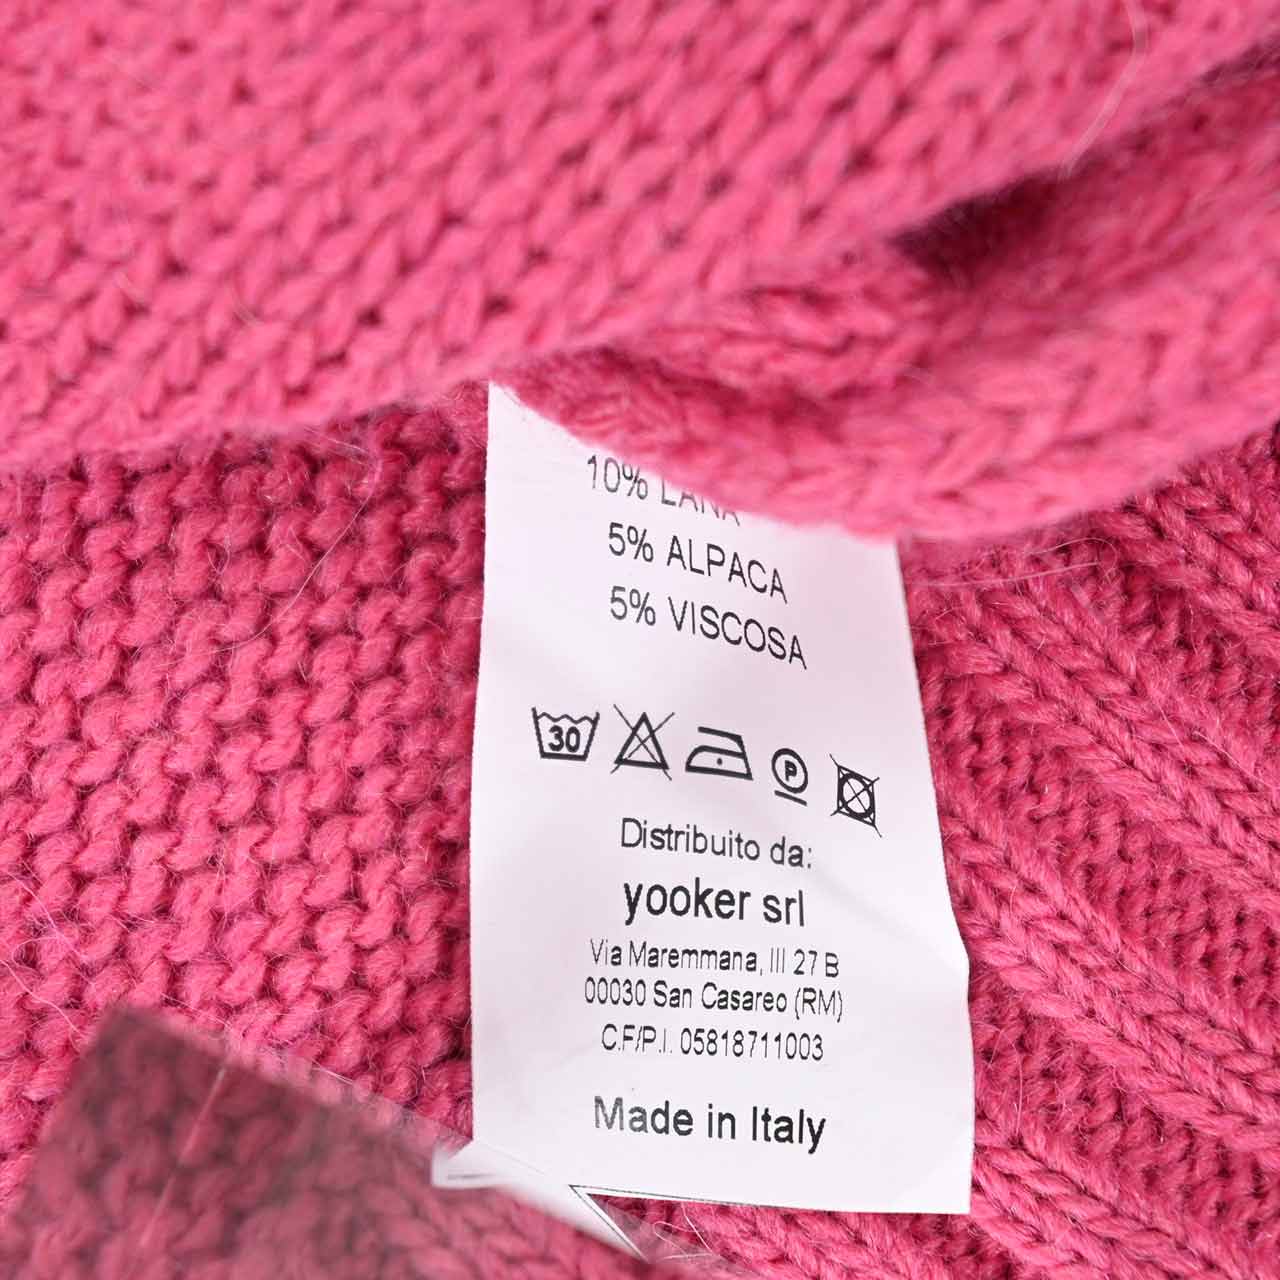 10% LANA
5% ALPACA
5% VISCOSA
30 P
Distribuito da:
yooker srl
Via Maremmana, III 27 B
00030 San Casareo (RM)
C.F/P.I. 05818711003
Made in Italy